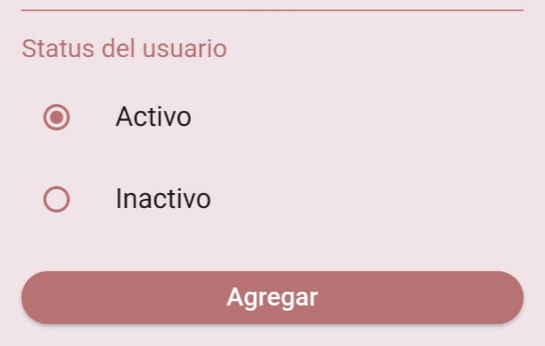 Status del usuario
Activo
Inactivo
Agregar